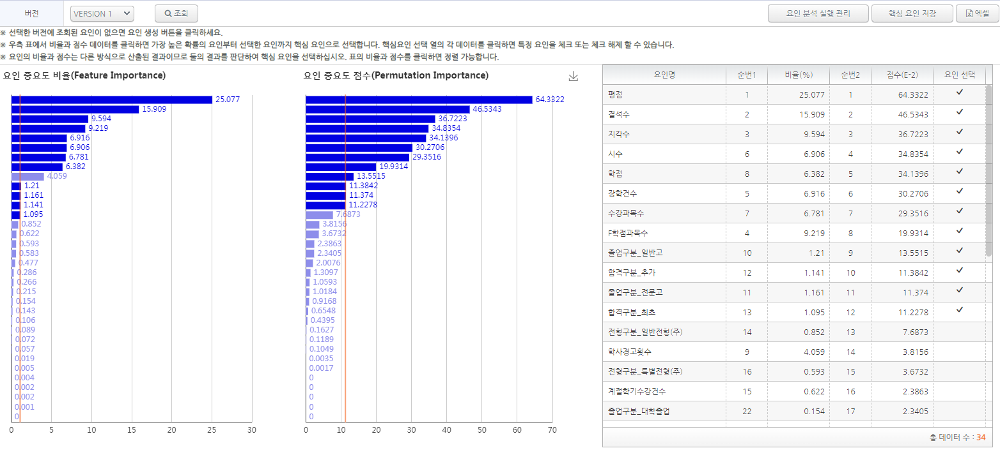 버전 VERSION 1 조회 요인 분석 실행 관리 핵심 요인 저장 엑셀
※ 선택한 버전에 조회된 요인이 없으면 요인 생성 버튼을 클릭하세요.
※ 우측 표에서 비율과 점수 데이터를 클릭하면 가장 높은 확률의 요인부터 선택한 요인까지 핵심 요인으로 선택합니다. 핵심요인 선택 열의 각 데이터를 클릭하면 특정 요인을 체크 또는 체크 해제 할 수 있습니다.
※ 요인의 비율과 점수는 다른 방식으로 산출된 결과이므로 둘의 결과를 판단하여 핵심 요인을 선택하십시오. 표의 비율과 점수를 클릭하면 정렬 가능합니다.
요인 중요도 비율(Feature Importance)
25.077
15.909
9.594
9.219
6.916
6.906
6.781
6.382
4.059
1.21
1.161
1.141
1.095
0.852
0.622
0.593
0.583
0.477
0.286
0.266
0.215
0.154
0.143
0.106
0.089
0.072
0.057
0.019
0.005
0.004
0.002
0.002
0.001
0
0 5 10 15 20 25 30
요인 중요도 점수(Permutation Importance)
64.3322
46.5343
36.7223
34.8354
34.1396
30.2706
29.3516
19.9314
13.5515
11.3842
11.374
11.2278
7.6873
3.8156
3.6732
2.3863
2.3405
2.0076
1.3097
1.0593
1.0184
0.9168
0.6548
0.4395
0.1627
0.1189
0.1049
0.0035
0.0017
0
0
0
0
0
0 10 20 30 40 50 60 70
요인명 순번1 비율(%) 순번2 점수(E-2) 요인 선택
평점 1 25.077 1 64.3322 ✓
결석수 2 15.909 2 46.5343 ✓
지각수 3 9.594 3 36.7223 ✓
시수 6 6.906 4 34.8354 ✓
학점 8 6.382 5 34.1396 ✓
장학건수 5 6.916 6 30.2706 ✓
수강과목수 7 6.781 7 29.3516 ✓
F학점과목수 4 9.219 8 19.9314 ✓
졸업구분_일반고 10 1.21 9 13.5515 ✓
합격구분_추가 12 1.141 10 11.3842 ✓
졸업구분_전문고 11 1.161 11 11.374 ✓
합격구분_최초 13 1.095 12 11.2278 ✓
전형구분_일반전형(주) 14 0.852 13 7.6873
학사경고횟수 9 4.059 14 3.8156
전형구분_특별전형(주) 16 0.593 15 3.6732
계절학기수강건수 15 0.622 16 2.3863
졸업구분_대학졸업 22 0.154 17 2.3405
총 데이터 수 : 34